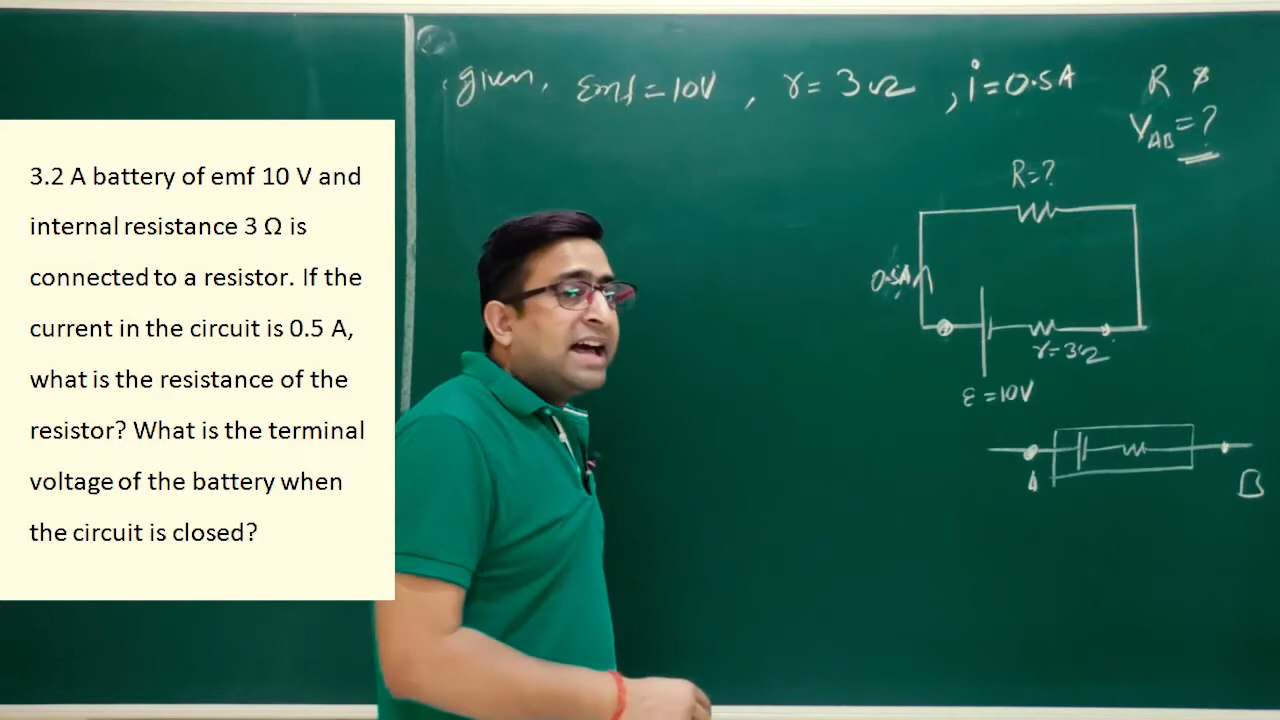 3.2 A battery of emf 10 V and
internal resistance 3 Ω is
connected to a resistor. If the
current in the circuit is 0.5 A,
what is the resistance of the
resistor? What is the terminal
voltage of the battery when
the circuit is closed?
given, Emf = 10V , r = 3Ω , i = 0.5A R
V_AB = ?
R=?
0.5A
r=3Ω
ε = 10V
A
B